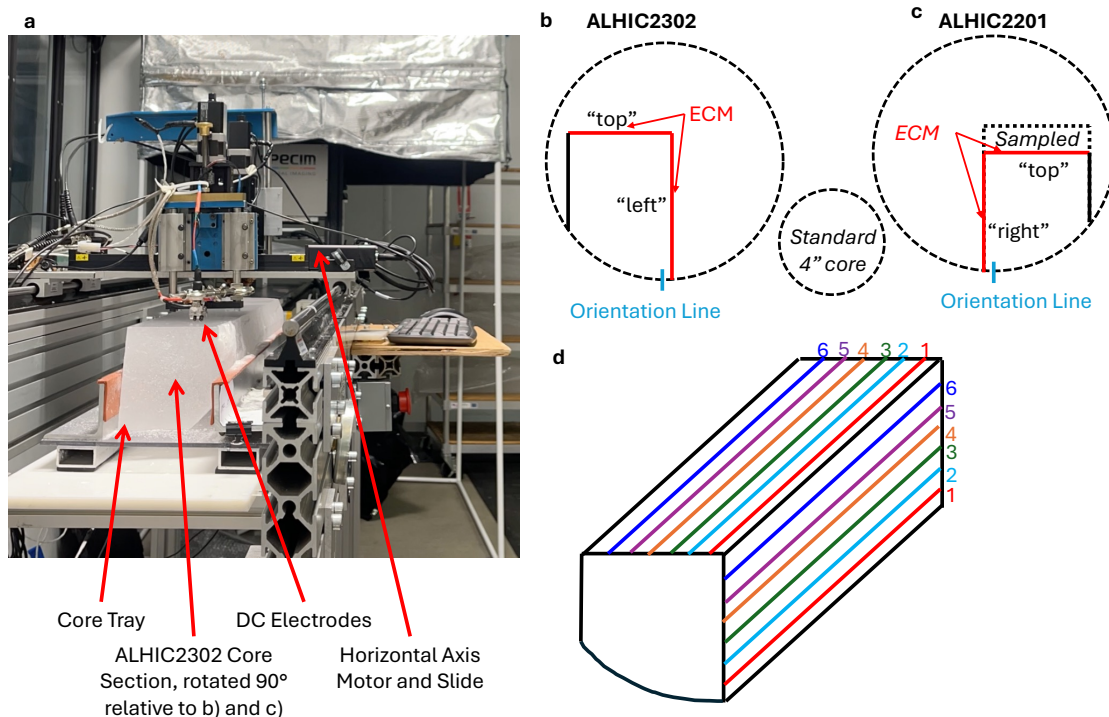 a
PECIM
Core Tray
DC Electrodes
ALHIC2302 Core
Section, rotated 90°
relative to b) and c)
Horizontal Axis
Motor and Slide
b
ALHIC2302
“top”
ECM
“left”
Orientation Line
Standard
4” core
c
ALHIC2201
ECM
Sampled
“top”
“right”
Orientation Line
d
6 5 4 3 2 1
6
5
4
3
2
1